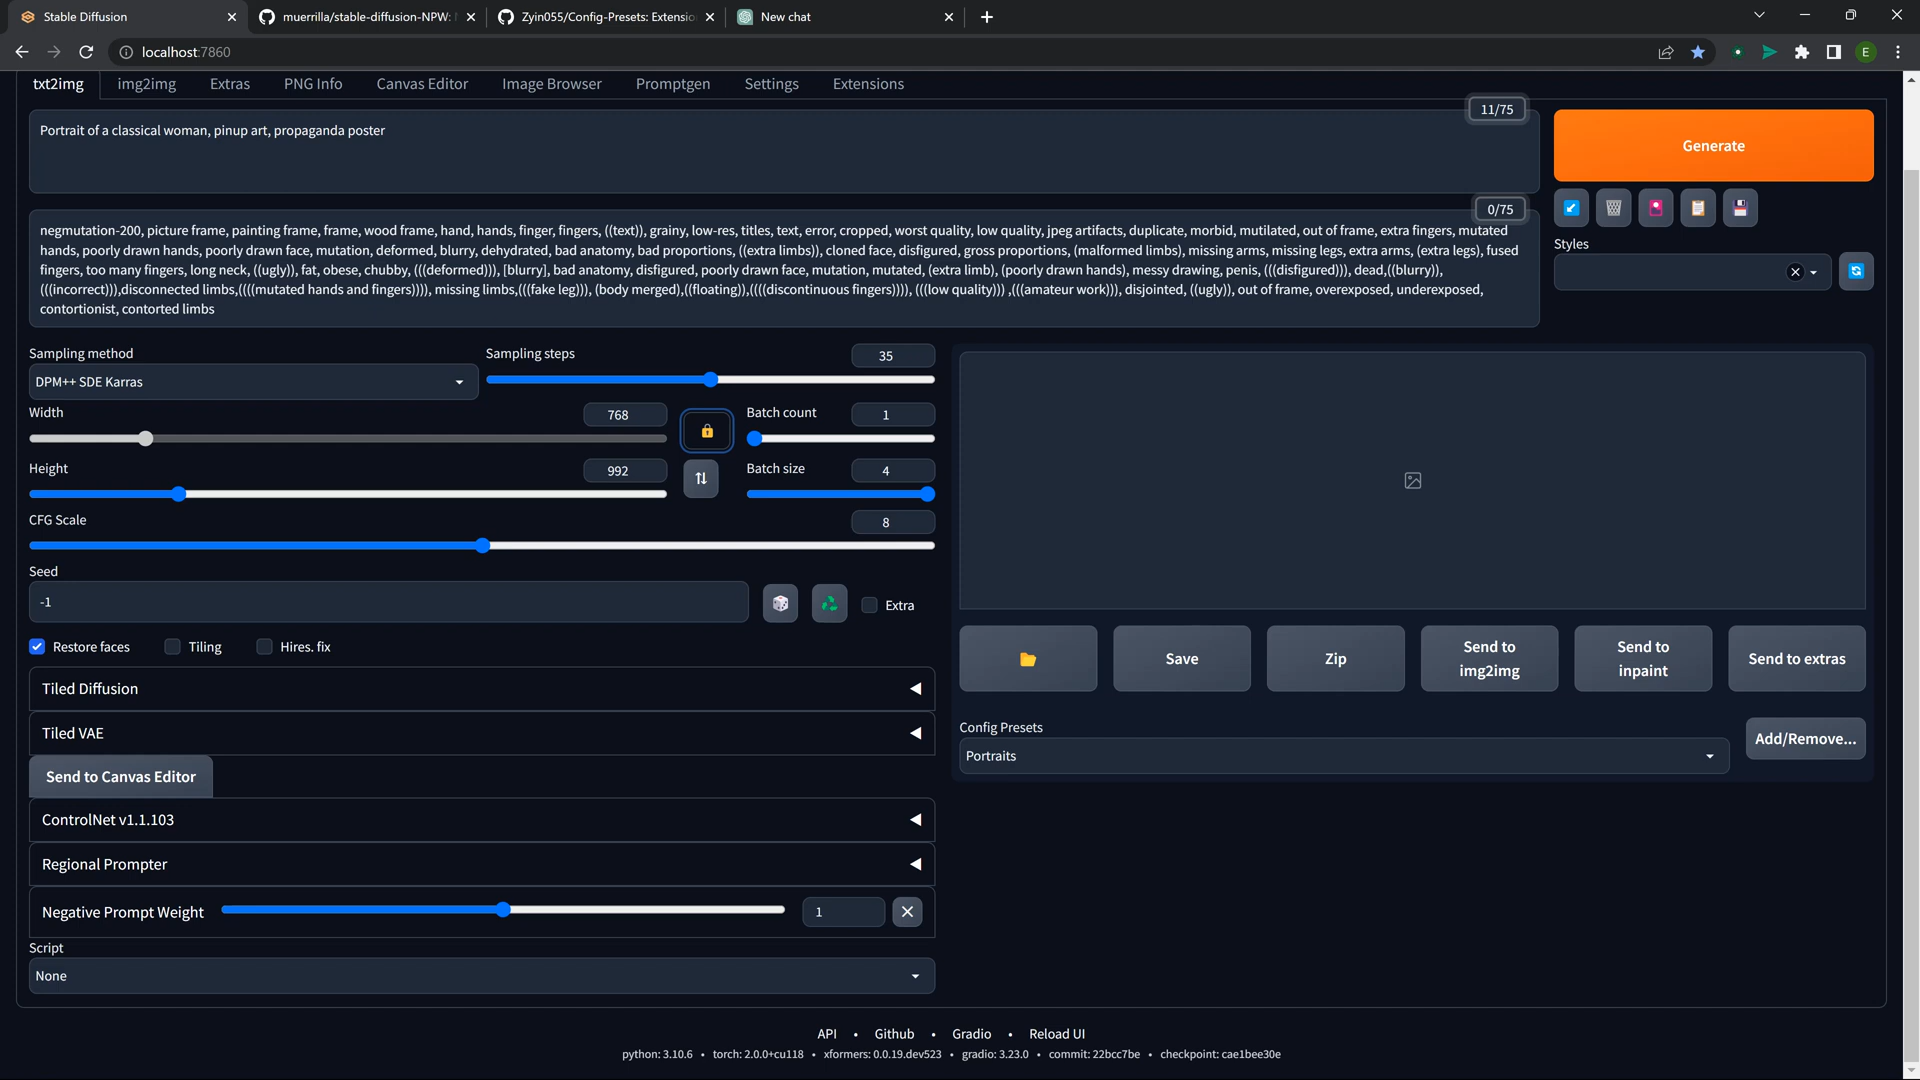 Stable Diffusion
muerrilla/stable-diffusion-NPW:
Zyin055/Config-Presets: Extensio
New chat
localhost:7860
E
txt2img
img2img
Extras
PNG Info
Canvas Editor
Image Browser
Promptgen
Settings
Extensions
11/75
Portrait of a classical woman, pinup art, propaganda poster
Generate
0/75
negmutation-200, picture frame, painting frame, frame, wood frame, hand, hands, finger, fingers, ((text)), grainy, low-res, titles, text, error, cropped, worst quality, low quality, jpeg artifacts, duplicate, morbid, mutilated, out of frame, extra fingers, mutated
hands, poorly drawn hands, poorly drawn face, mutation, deformed, blurry, dehydrated, bad anatomy, bad proportions, ((extra limbs)), cloned face, disfigured, gross proportions, (malformed limbs), missing arms, missing legs, extra arms, (extra legs), fused
fingers, too many fingers, long neck, ((ugly)), fat, obese, chubby, (((deformed))), [blurry], bad anatomy, disfigured, poorly drawn face, mutation, mutated, (extra limb), (poorly drawn hands), messy drawing, penis, (((disfigured))), dead,((blurry)),
(((incorrect))),disconnected limbs,((((mutated hands and fingers)))), missing limbs,(((fake leg))), (body merged),((floating)),((((discontinuous fingers)))), (((low quality))) ,(((amateur work))), disjointed, ((ugly)), out of frame, overexposed, underexposed,
contortionist, contorted limbs
Styles
Sampling method
DPM++ SDE Karras
Sampling steps
35
Width
768
Batch count
1
Height
992
Batch size
4
CFG Scale
8
Seed
-1
Extra
Restore faces
Tiling
Hires. fix
Tiled Diffusion
Tiled VAE
Send to Canvas Editor
ControlNet v1.1.103
Regional Prompter
Negative Prompt Weight
1
Script
None
Save
Zip
Send to
img2img
Send to
inpaint
Send to extras
Config Presets
Portraits
Add/Remove...
API • Github • Gradio • Reload UI
python: 3.10.6 • torch: 2.0.0+cu118 • xformers: 0.0.19.dev523 • gradio: 3.23.0 • commit: 22bcc7be • checkpoint: cae1bee30e